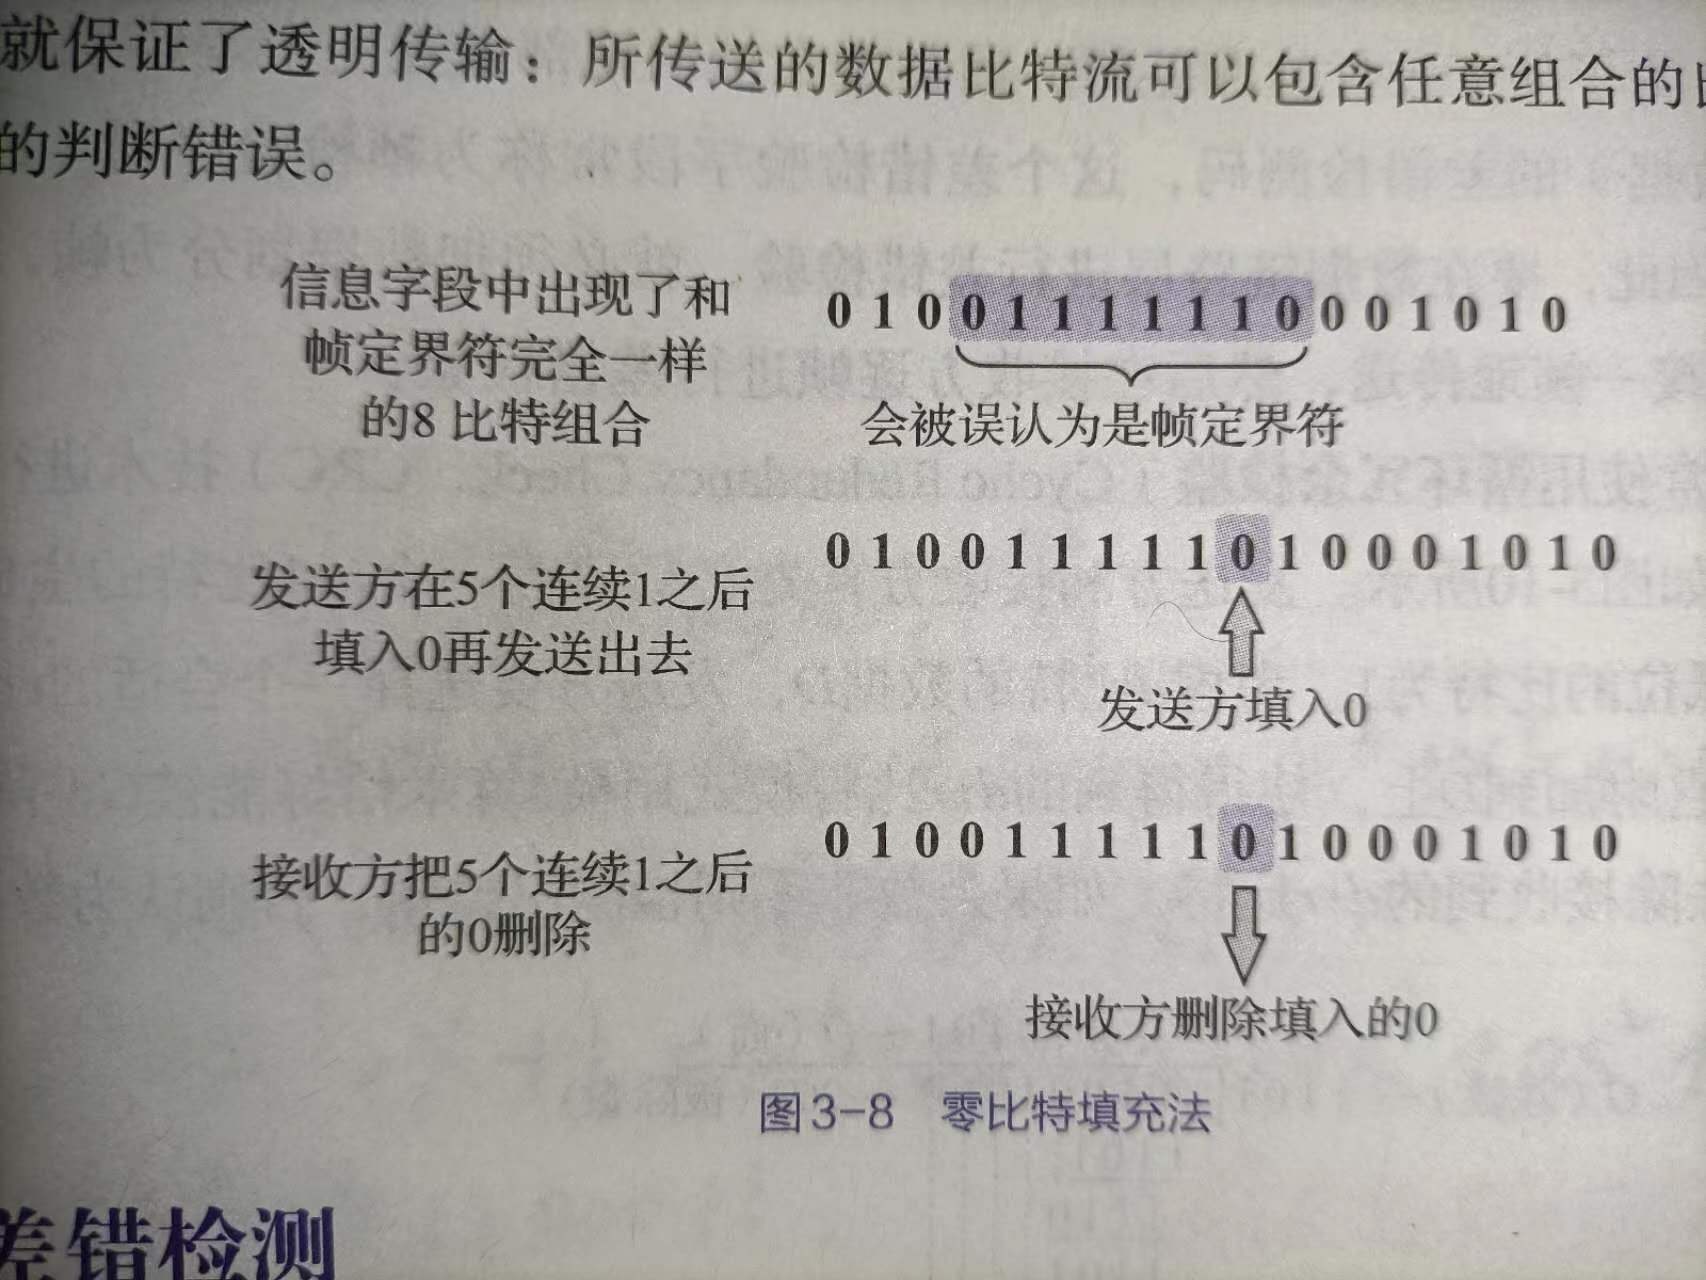 就保证了透明传输：所传送的数据比特流可以包含任意组合的
的判断错误。
信息字段中出现了和
帧定界符完全一样
的8 比特组合
0 1 0 0 1 1 1 1 1 1 0 0 0 1 0 1 0
会被误认为是帧定界符
发送方在5个连续1之后
填入0再发送出去
0 1 0 0 1 1 1 1 1 0 1 0 0 0 1 0 1 0
发送方填入0
接收方把5个连续1之后
的0删除
0 1 0 0 1 1 1 1 1 0 1 0 0 0 1 0 1 0
接收方删除填入的0
图3-8 零比特填充法
差错检测